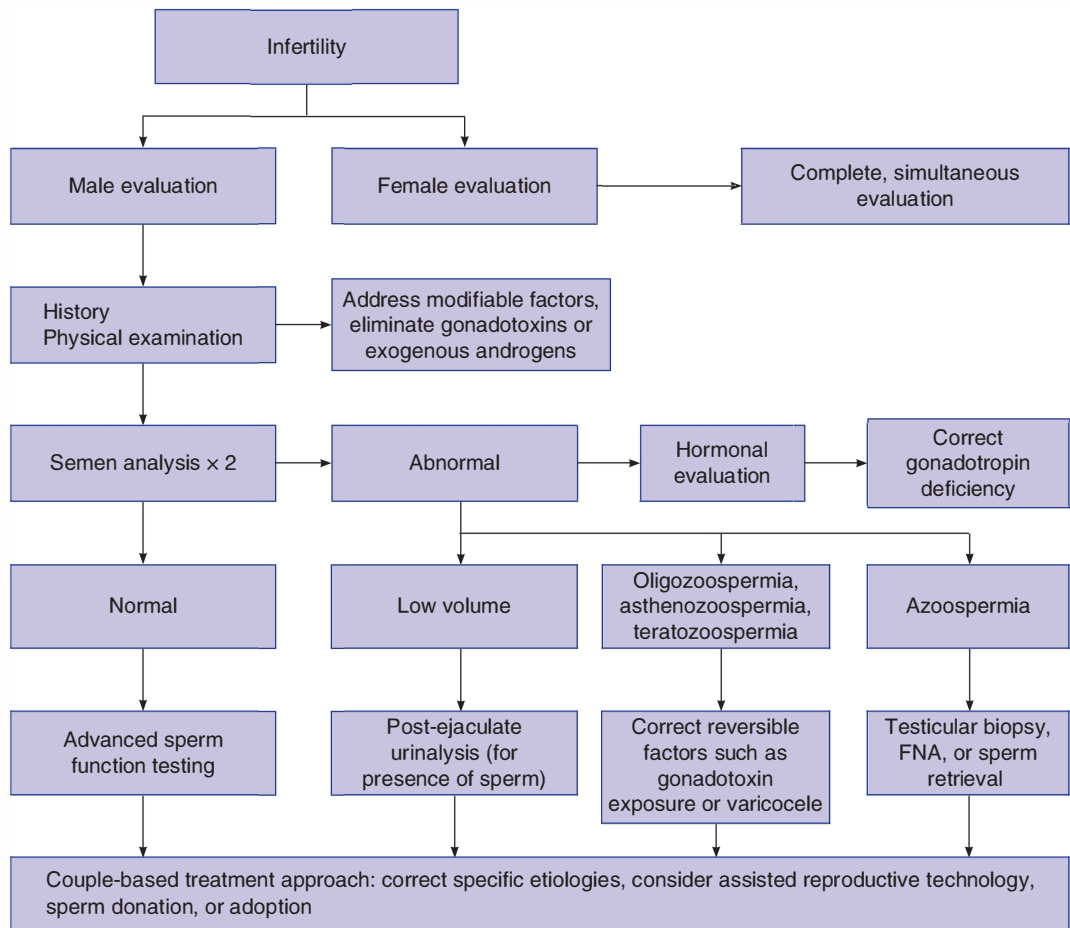 Infertility
Male evaluation
Female evaluation
Complete, simultaneous
evaluation
History
Physical examination
Address modifiable factors,
eliminate gonadotoxins or
exogenous androgens
Semen analysis × 2
Abnormal
Hormonal
evaluation
Correct
gonadotropin
deficiency
Normal
Low volume
Oligozoospermia,
asthenozoospermia,
teratozoospermia
Azoospermia
Advanced sperm
function testing
Post-ejaculate
urinalysis (for
presence of sperm)
Correct reversible
factors such as
gonadotoxin
exposure or varicocele
Testicular biopsy,
FNA, or sperm
retrieval
Couple-based treatment approach: correct specific etiologies, consider assisted reproductive technology,
sperm donation, or adoption